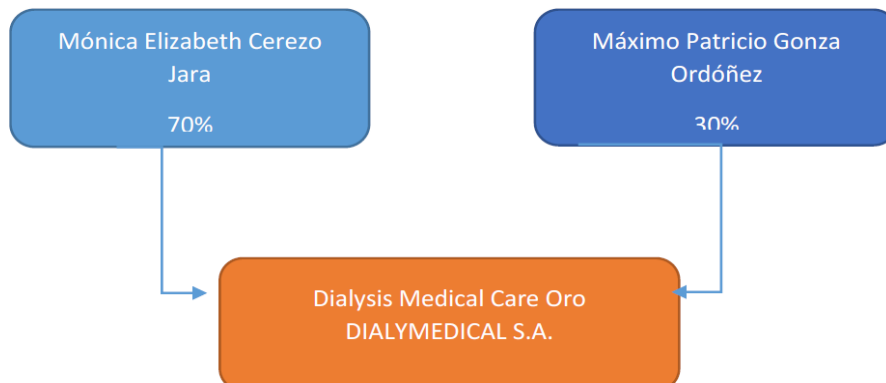 Mónica Elizabeth Cerezo
Jara
70%
Máximo Patricio Gonza
Ordóñez
30%
Dialysis Medical Care Oro
DIALYMEDICAL S.A.